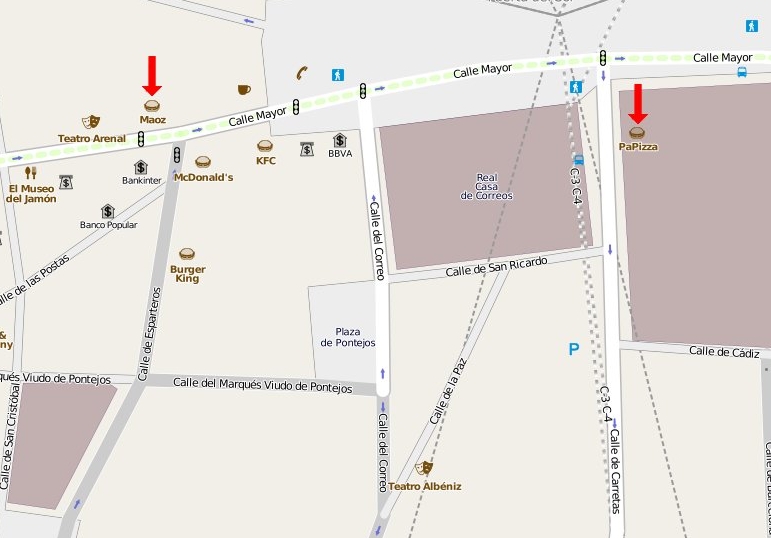 Calle Mayor
Calle Mayor
Calle Mayor
Maoz
Teatro Arenal
PaPizza
BBVA
KFC
McDonald's
Bankinter
El Museo
del Jamón
Banco Popular
Real
Casa
de Correos
C-3 C-4
Calle del Correo
Burger
King
Calle de San Ricardo
Calle de Esparteros
Plaza
de Pontejos
P
Calle de Cádiz
Calle del Marqués Viudo de Pontejos
Calle de la Paz
C-3 C-4
Calle de San Cristóbal
Calle del Correo
Calle de Carretas
Teatro Albéniz